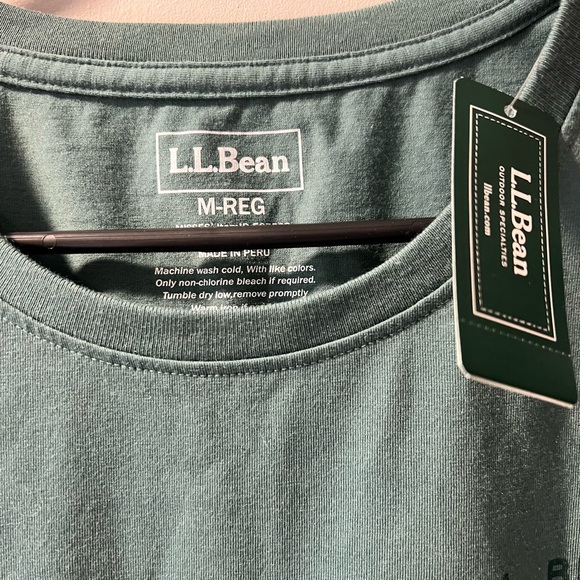 L.L.Bean
M-REG
MADE IN PERU
Machine wash cold, With like colors.
Only non-chlorine bleach if required.
Tumble dry low,remove promptly
L.L.Bean
OUTDOOR SPECIALTIES
llbean.com
B